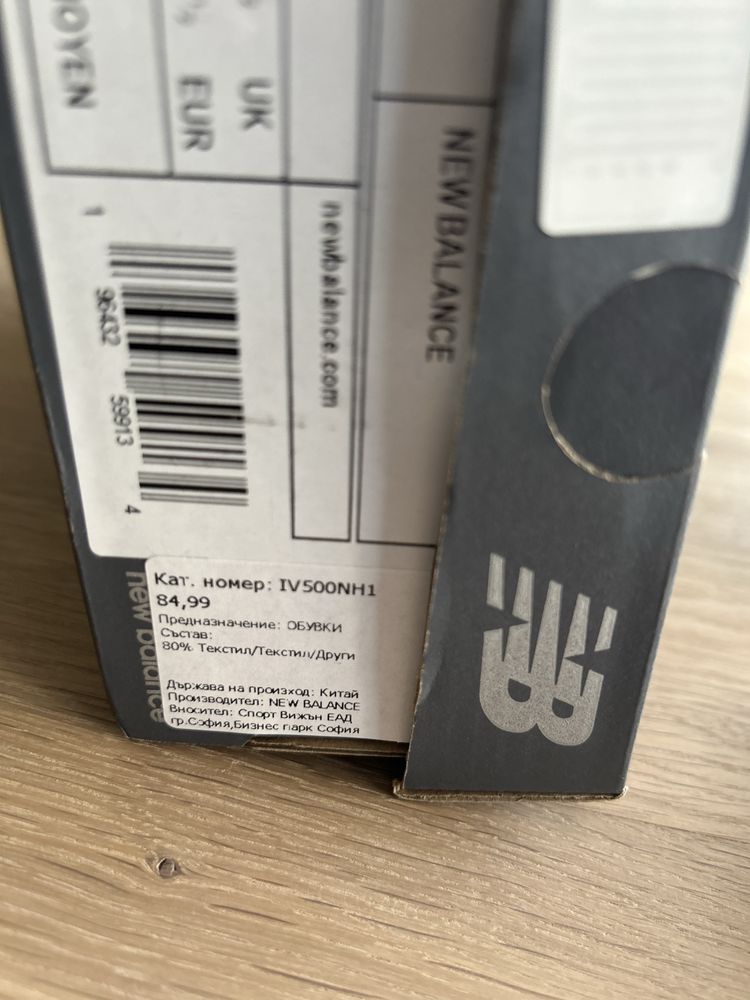 OYEN
EUR
UK
newbalance.com
NEW BALANCE
1 96432 59913 4
new balance
Кат. номер: IV500NH1
84,99
Предназначение: ОБУВКИ
Състав:
80% Текстил/Текстил/Други
Държава на произход: Китай
Производител: NEW BALANCE
Вносител: Спорт Вижън ЕАД
гр.София,Бизнес парк София